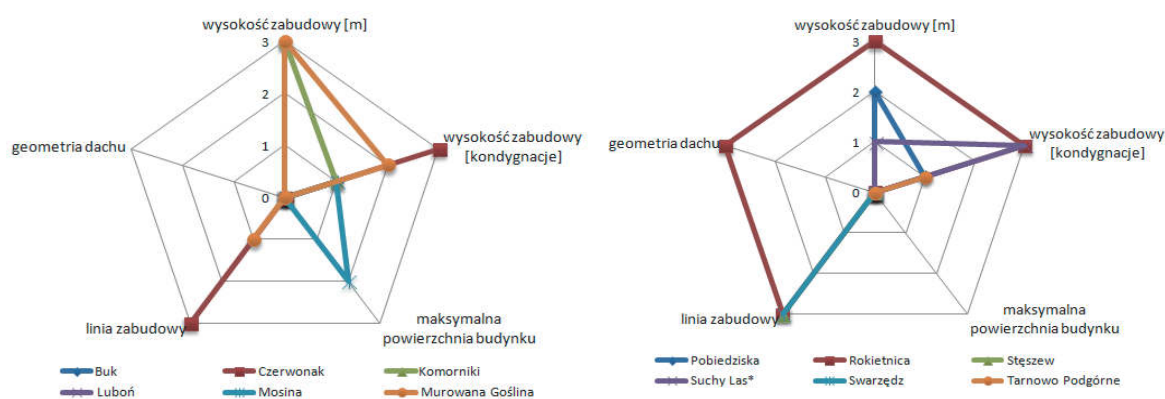 wysokość zabudowy [m]
3
2
1
0
wysokość zabudowy
[kondygnacje]
maksymalna
powierzchnia budynku
linia zabudowy
geometria dachu
Buk
Czerwonak
Komorniki
Luboń
Mosina
Murowana Goślina
wysokość zabudowy [m]
3
2
1
0
wysokość zabudowy
[kondygnacje]
maksymalna
powierzchnia budynku
linia zabudowy
geometria dachu
Pobiedziska
Rokietnica
Stęszew
Suchy Las*
Swarzędz
Tarnowo Podgórne